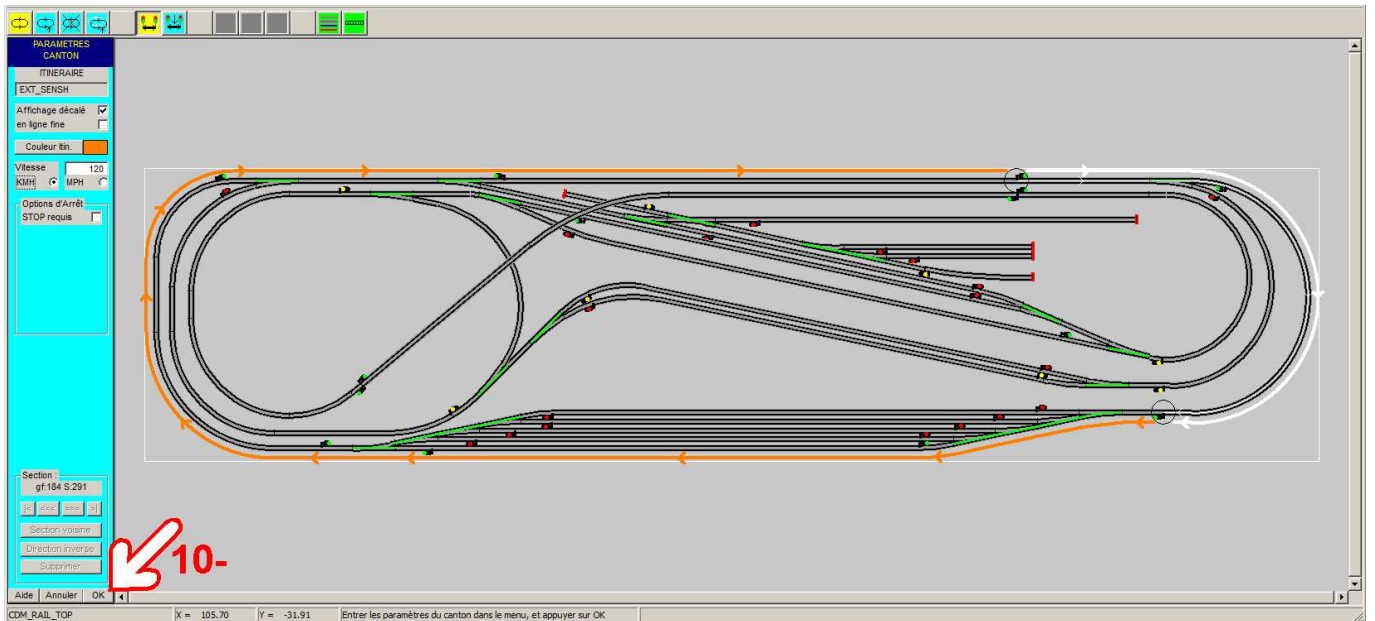 PARAMETRES
CANTON
ITINERAIRE
EXT_SENSH
Affichage décalé
en ligne fine
Couleur Itin.
Vitesse 120
KMH MPH
Options d'Arrêt
STOP requis
Section :
gf:184 S:291
|< <<< >>> >|
Section voisine
Direction inverse
Supprimer
10-
Aide Annuler OK
CDM_RAIL_TOP X = 105.70 Y = -31.91 Entrer les paramètres du canton dans le menu, et appuyer sur OK